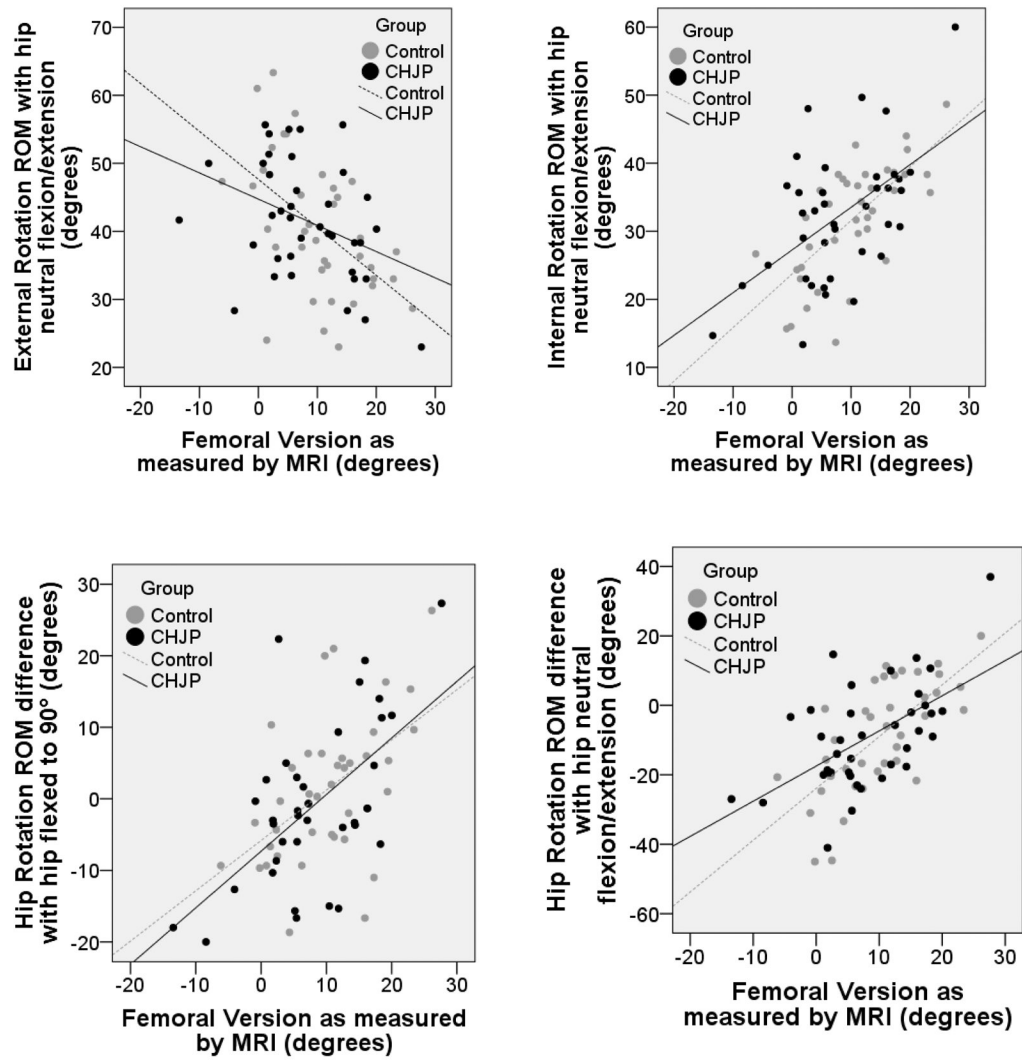 External Rotation ROM with hip
neutral flexion/extension
(degrees)
70
60
50
40
30
20
-20 -10 0 10 20 30
Group
Control
CHJP
Control
CHJP
Femoral Version as
measured by MRI (degrees)
Internal Rotation ROM with hip
neutral flexion/extension
(degrees)
60
50
40
30
20
10
-20 -10 0 10 20 30
Group
Control
CHJP
Control
CHJP
Femoral Version as
measured by MRI (degrees)
Hip Rotation ROM difference
with hip flexed to 90° (degrees)
30
20
10
0
-10
-20
-20 -10 0 10 20 30
Group
Control
CHJP
Control
CHJP
Femoral Version as measured
by MRI (degrees)
Hip Rotation ROM difference
with hip neutral
flexion/extension (degrees)
40
20
0
-20
-40
-60
-20 -10 0 10 20 30
Group
Control
CHJP
Control
CHJP
Femoral Version as
measured by MRI (degrees)